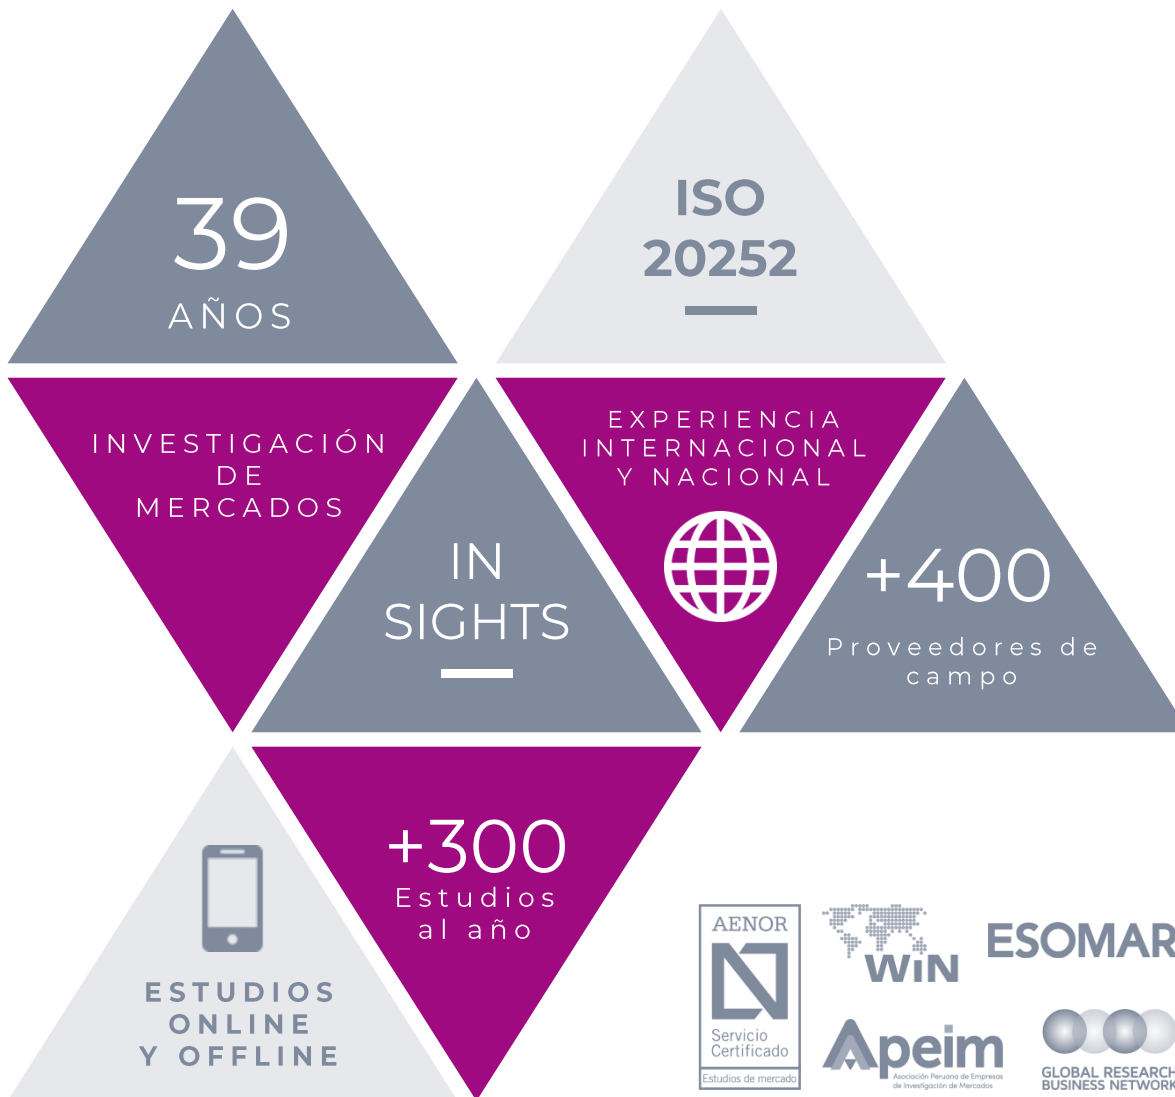 39
AÑOS
ISO
20252
INVESTIGACIÓN
DE
MERCADOS
IN
SIGHTS
EXPERIENCIA
INTERNACIONAL
Y NACIONAL
+400
Proveedores de
campo
ESTUDIOS
ONLINE
Y OFFLINE
+300
Estudios
al año
AENOR
Servicio
Certificado
Estudios de mercado
WiN
ESOMAR
Apeim
Asociación Peruana de Empresas
de Investigación de Mercados
GLOBAL RESEARCH
BUSINESS NETWORK